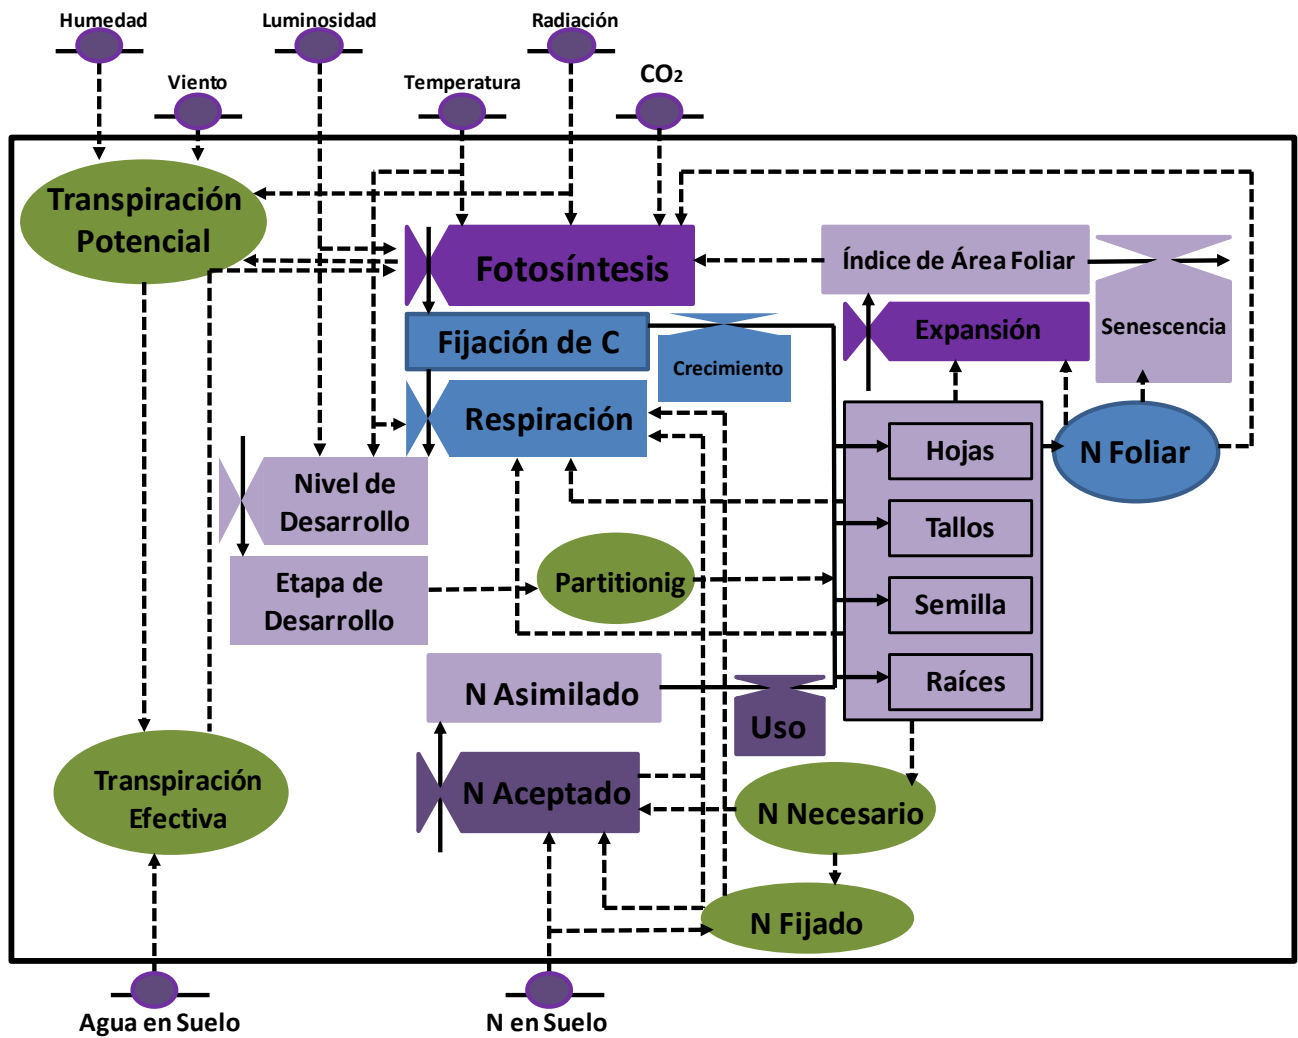 Humedad
Luminosidad
Radiación
Viento
Temperatura
CO2
Transpiración
Potencial
Fotosíntesis
Índice de Área Foliar
Senescencia
Expansión
Fijación de C
Crecimiento
Respiración
Hojas
N Foliar
Nivel de
Desarrollo
Tallos
Etapa de
Desarrollo
Partitionig
Semilla
Raíces
N Asimilado
Uso
Transpiración
Efectiva
N Aceptado
N Necesario
N Fijado
Agua en Suelo
N en Suelo